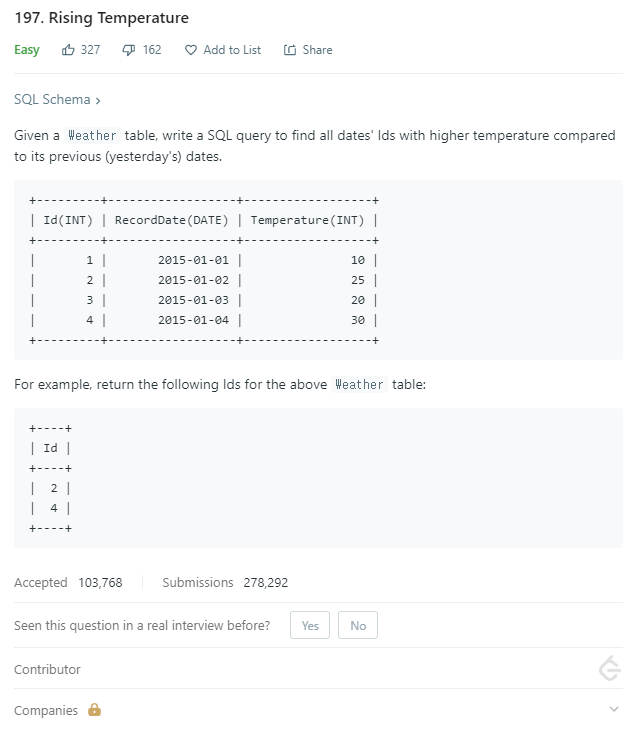 197. Rising Temperature
Easy 327 162 Add to List Share
SQL Schema >
Given a Weather table, write a SQL query to find all dates' Ids with higher temperature compared
to its previous (yesterday's) dates.
+---------+------------------+------------------+
| Id(INT) | RecordDate(DATE) | Temperature(INT) |
+---------+------------------+------------------+
|       1 |       2015-01-01 |               10 |
|       2 |       2015-01-02 |               25 |
|       3 |       2015-01-03 |               20 |
|       4 |       2015-01-04 |               30 |
+---------+------------------+------------------+
For example, return the following Ids for the above Weather table:
+----+
| Id |
+----+
|  2 |
|  4 |
+----+
Accepted 103,768 Submissions 278,292
Seen this question in a real interview before? Yes No
Contributor
Companies